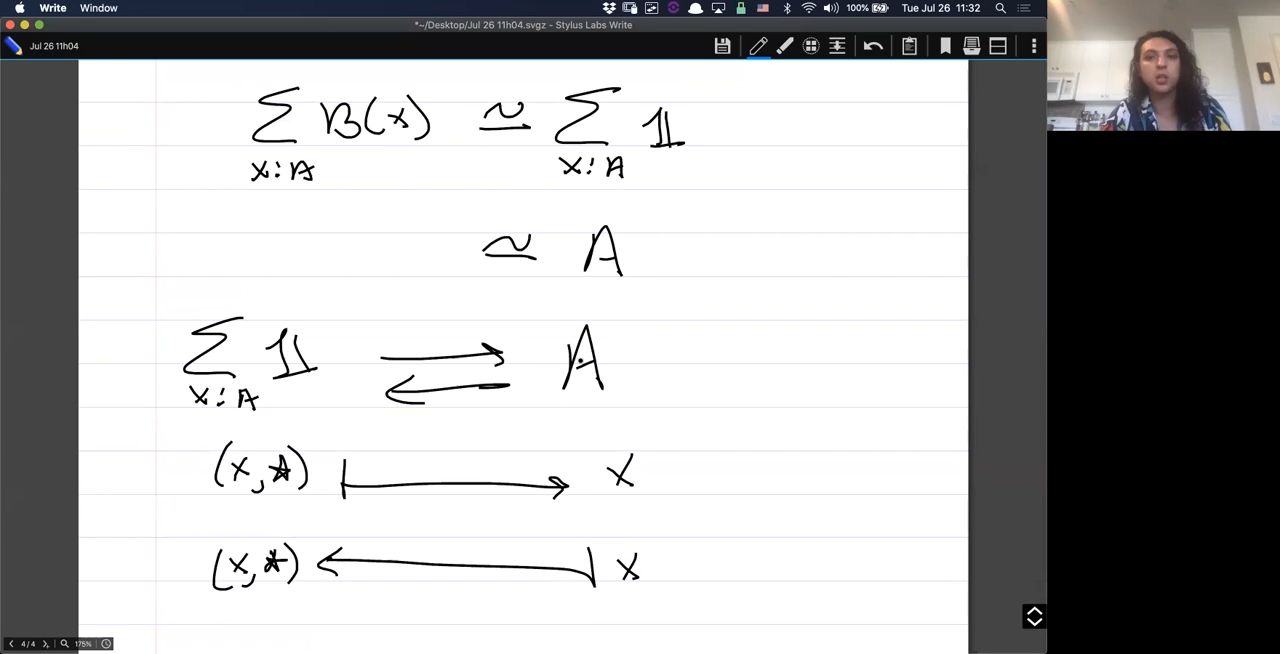 Write Window 100% Tue Jul 26 11:32
*~/Desktop/Jul 26 11h04.svgz - Stylus Labs Write
Jul 26 11h04
∑ B(x) ≃ ∑ 𝟙
x:A x:A
≃ A
∑ 𝟙 ⇄ A
x:A
(x,★) ⟼ x
(x,★) ⟻ x
4/4 175%